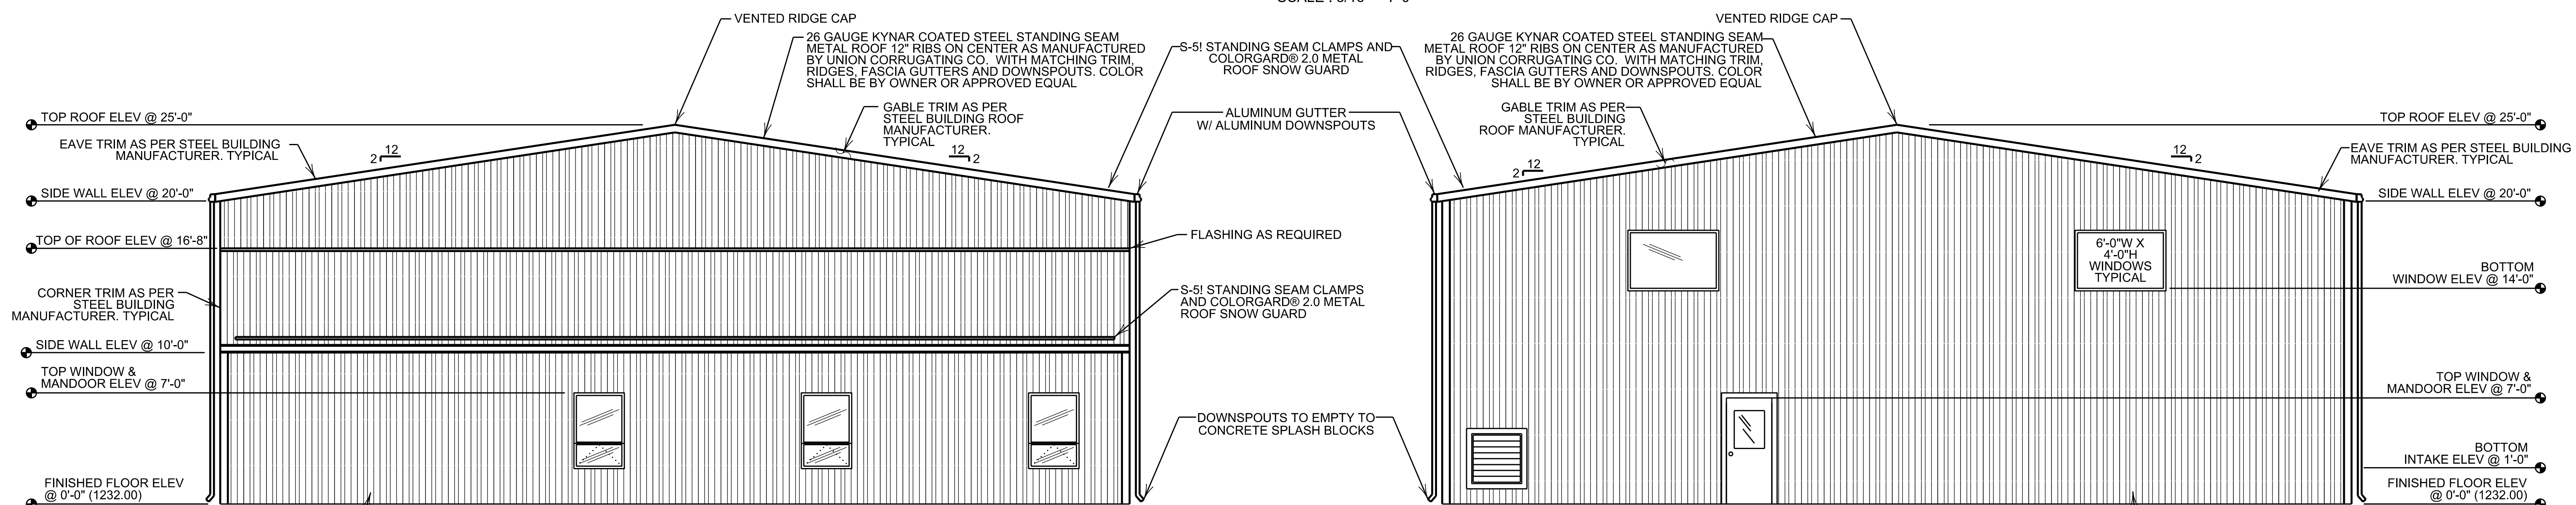 VENTED RIDGE CAP
26 GAUGE KYNAR COATED STEEL STANDING SEAM
METAL ROOF 12" RIBS ON CENTER AS MANUFACTURED
BY UNION CORRUGATING CO. WITH MATCHING TRIM,
RIDGES, FASCIA GUTTERS AND DOWNSPOUTS. COLOR
SHALL BE BY OWNER OR APPROVED EQUAL
GABLE TRIM AS PER
STEEL BUILDING ROOF
MANUFACTURER.
TYPICAL
TOP ROOF ELEV @ 25'-0"
EAVE TRIM AS PER STEEL BUILDING
MANUFACTURER. TYPICAL
2
12
12
2
SIDE WALL ELEV @ 20'-0"
TOP OF ROOF ELEV @ 16'-8"
CORNER TRIM AS PER
STEEL BUILDING
MANUFACTURER. TYPICAL
SIDE WALL ELEV @ 10'-0"
TOP WINDOW &
MANDOOR ELEV @ 7'-0"
FINISHED FLOOR ELEV
@ 0'-0" (1232.00)
S-5! STANDING SEAM CLAMPS AND
COLORGARD® 2.0 METAL
ROOF SNOW GUARD
ALUMINUM GUTTER
W/ ALUMINUM DOWNSPOUTS
FLASHING AS REQUIRED
S-5! STANDING SEAM CLAMPS
AND COLORGARD® 2.0 METAL
ROOF SNOW GUARD
DOWNSPOUTS TO EMPTY TO
CONCRETE SPLASH BLOCKS
VENTED RIDGE CAP
26 GAUGE KYNAR COATED STEEL STANDING SEAM
METAL ROOF 12" RIBS ON CENTER AS MANUFACTURED
BY UNION CORRUGATING CO. WITH MATCHING TRIM,
RIDGES, FASCIA GUTTERS AND DOWNSPOUTS. COLOR
SHALL BE BY OWNER OR APPROVED EQUAL
GABLE TRIM AS PER
STEEL BUILDING
ROOF MANUFACTURER.
TYPICAL
2
12
12
2
6'-0"W X
4'-0"H
WINDOWS
TYPICAL
TOP ROOF ELEV @ 25'-0"
EAVE TRIM AS PER STEEL BUILDING
MANUFACTURER. TYPICAL
SIDE WALL ELEV @ 20'-0"
BOTTOM
WINDOW ELEV @ 14'-0"
TOP WINDOW &
MANDOOR ELEV @ 7'-0"
BOTTOM
INTAKE ELEV @ 1'-0"
FINISHED FLOOR ELEV
@ 0'-0" (1232.00)